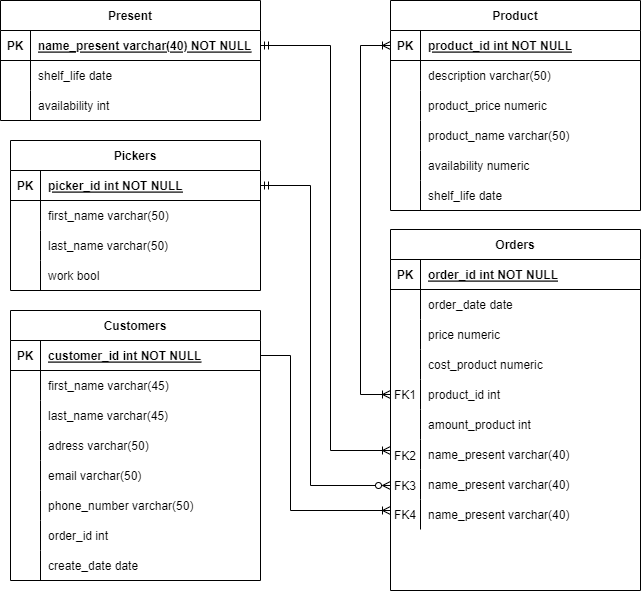 Present
PK name_present varchar(40) NOT NULL
shelf_life date
availability int
Pickers
PK picker_id int NOT NULL
first_name varchar(50)
last_name varchar(50)
work bool
Customers
PK customer_id int NOT NULL
first_name varchar(45)
last_name varchar(45)
adress varchar(50)
email varchar(50)
phone_number varchar(50)
order_id int
create_date date
Product
PK product_id int NOT NULL
description varchar(50)
product_price numeric
product_name varchar(50)
availability numeric
shelf_life date
Orders
PK order_id int NOT NULL
order_date date
price numeric
cost_product numeric
FK1 product_id int
amount_product int
FK2 name_present varchar(40)
FK3 name_present varchar(40)
FK4 name_present varchar(40)